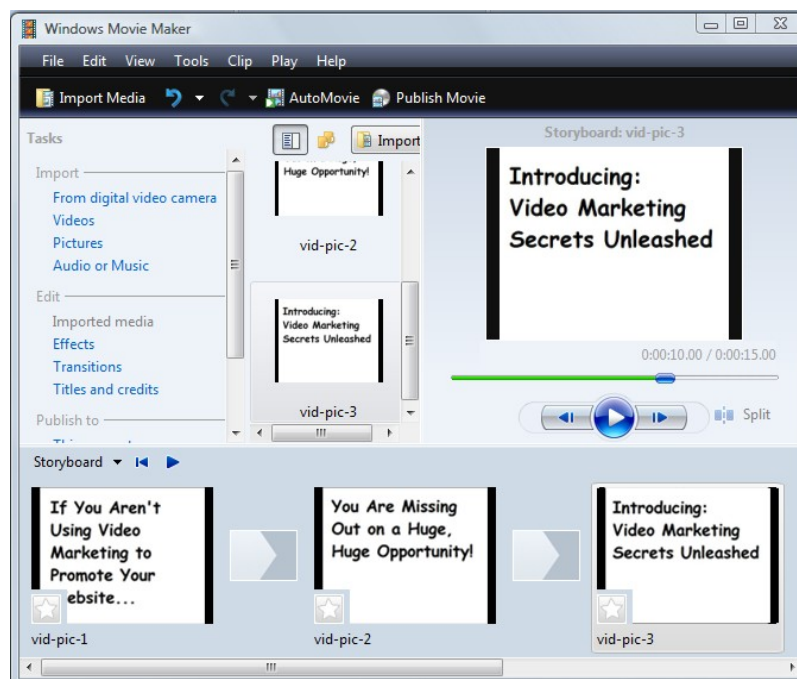 Windows Movie Maker
File Edit View Tools Clip Play Help
Import Media AutoMovie Publish Movie
Tasks
Import
From digital video camera
Videos
Pictures
Audio or Music
Edit
Imported media
Effects
Transitions
Titles and credits
Publish to
Import
Huge Opportunity!
vid-pic-2
Introducing:
Video Marketing
Secrets Unleashed
vid-pic-3
Storyboard: vid-pic-3
Introducing:
Video Marketing
Secrets Unleashed
0:00:10.00 / 0:00:15.00
Split
Storyboard
If You Aren't
Using Video
Marketing to
Promote Your
ebsite...
vid-pic-1
You Are Missing
Out on a Huge,
Huge Opportunity!
vid-pic-2
Introducing:
Video Marketing
Secrets Unleashed
vid-pic-3